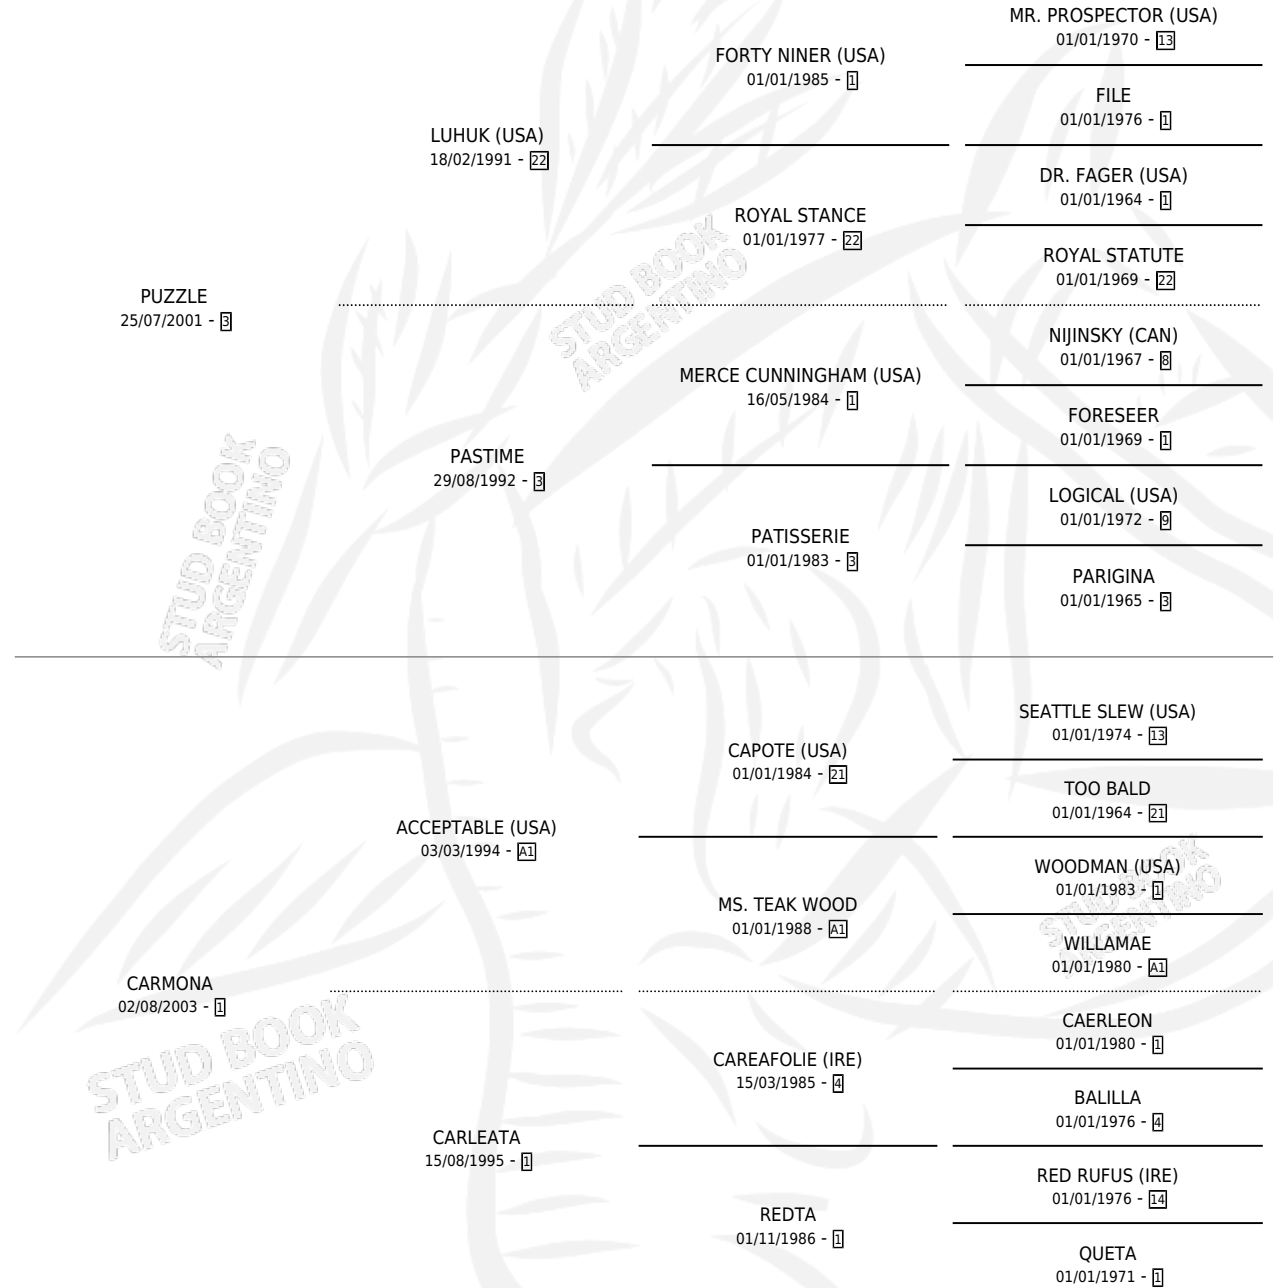 MR. PROSPECTOR (USA)
01/01/1970 - 13
FORTY NINER (USA)
01/01/1985 - 1
FILE
01/01/1976 - 1
LUHUK (USA)
18/02/1991 - 22
DR. FAGER (USA)
01/01/1964 - 1
ROYAL STANCE
01/01/1977 - 22
ROYAL STATUTE
01/01/1969 - 22
PUZZLE
25/07/2001 - 3
NIJINSKY (CAN)
01/01/1967 - 8
MERCE CUNNINGHAM (USA)
16/05/1984 - 1
FORESEER
01/01/1969 - 1
PASTIME
29/08/1992 - 3
LOGICAL (USA)
01/01/1972 - 9
PATISSERIE
01/01/1983 - 3
PARIGINA
01/01/1965 - 3
SEATTLE SLEW (USA)
01/01/1974 - 13
CAPOTE (USA)
01/01/1984 - 21
TOO BALD
01/01/1964 - 21
ACCEPTABLE (USA)
03/03/1994 - A1
WOODMAN (USA)
01/01/1983 - 1
MS. TEAK WOOD
01/01/1988 - A1
WILLAMAE
01/01/1980 - A1
CARMONA
02/08/2003 - 1
CAERLEON
01/01/1980 - 1
CAREAFOLIE (IRE)
15/03/1985 - 4
BALILLA
01/01/1976 - 4
CARLEATA
15/08/1995 - 1
RED RUFUS (IRE)
01/01/1976 - 14
REDTA
01/11/1986 - 1
QUETA
01/01/1971 - 1
STUD BOOK
ARGENTINO
STUD BOOK
ARGENTINO
STUD BOOK
ARGENTINO
STUD BOOK
ARGENTINO